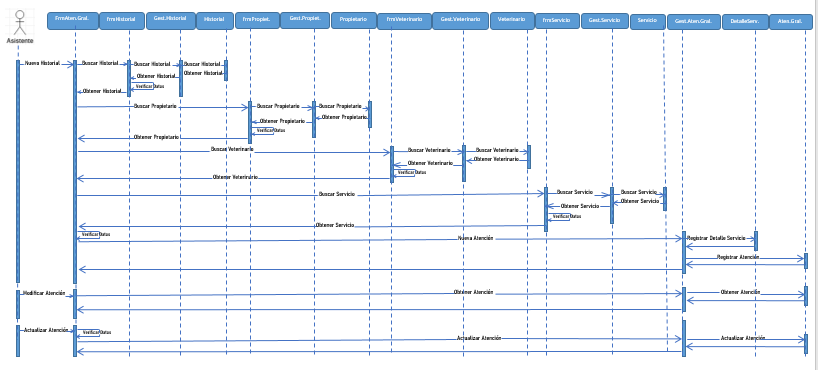 FrmAten.Gral.
frmHistorial
Gest.Historial
Historial
frmPropiet.
Gest.Propiet.
Propietario
frmVeterinario
Gest.Veterinario
Veterinario
frmServicio
Gest.Servicio
Servicio
Gest.Aten.Gral.
DetalleServ.
Aten.Gral.
Asistente
Nuevo Historial
Buscar Historial
Buscar Historial
Buscar Historial
Obtener Historial
Obtener Historial
Verificar Datos
Obtener Historial
Buscar Propietario
Buscar Propietario
Buscar Propietario
Obtener Propietario
Obtener Propietario
Verificar Datos
Obtener Propietario
Buscar Veterinario
Buscar Veterinario
Buscar Veterinario
Obtener Veterinario
Obtener Veterinario
Verificar Datos
Obtener Veterinario
Buscar Servicio
Buscar Servicio
Buscar Servicio
Obtener Servicio
Obtener Servicio
Verificar Datos
Obtener Servicio
Verificar Datos
Nueva Atención
Registrar Detalle Servicio
Registrar Atención
Modificar Atención
Obtener Atención
Obtener Atención
Actualizar Atención
Verificar Datos
Actualizar Atención
Actualizar Atención